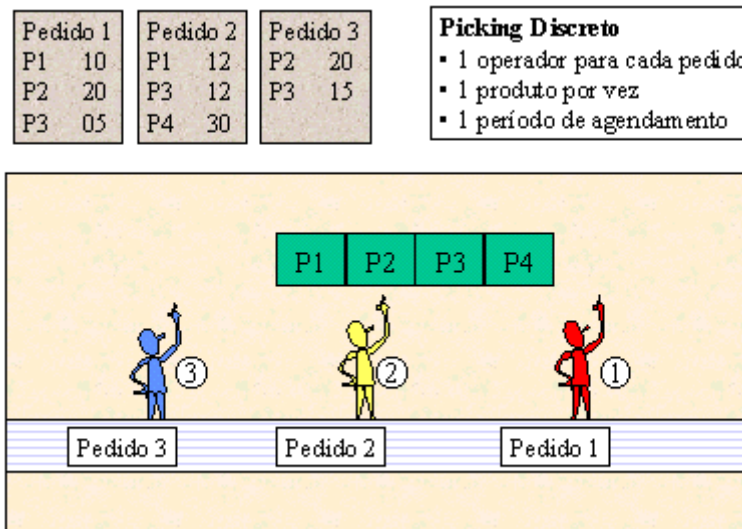 Pedido 1
P1 10
P2 20
P3 05
Pedido 2
P1 12
P3 12
P4 30
Pedido 3
P2 20
P3 15
Picking Discreto
▪ 1 operador para cada pedido
▪ 1 produto por vez
▪ 1 período de agendamento
P1 P2 P3 P4
3 2 1
Pedido 3 Pedido 2 Pedido 1